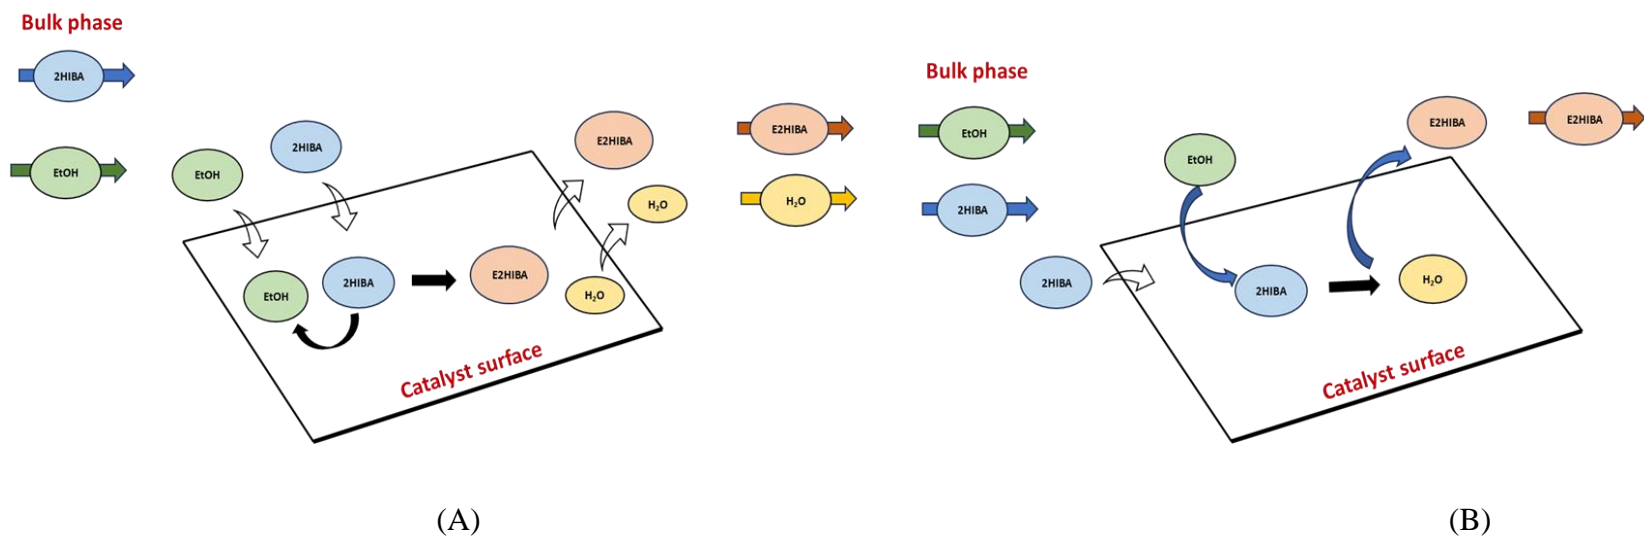 Bulk phase
2HIBA
EtOH
EtOH
2HIBA
EtOH
2HIBA
E2HIBA
H₂O
E2HIBA
H₂O
E2HIBA
H₂O
Catalyst surface
(A)
Bulk phase
EtOH
2HIBA
2HIBA
EtOH
2HIBA
H₂O
E2HIBA
E2HIBA
Catalyst surface
(B)